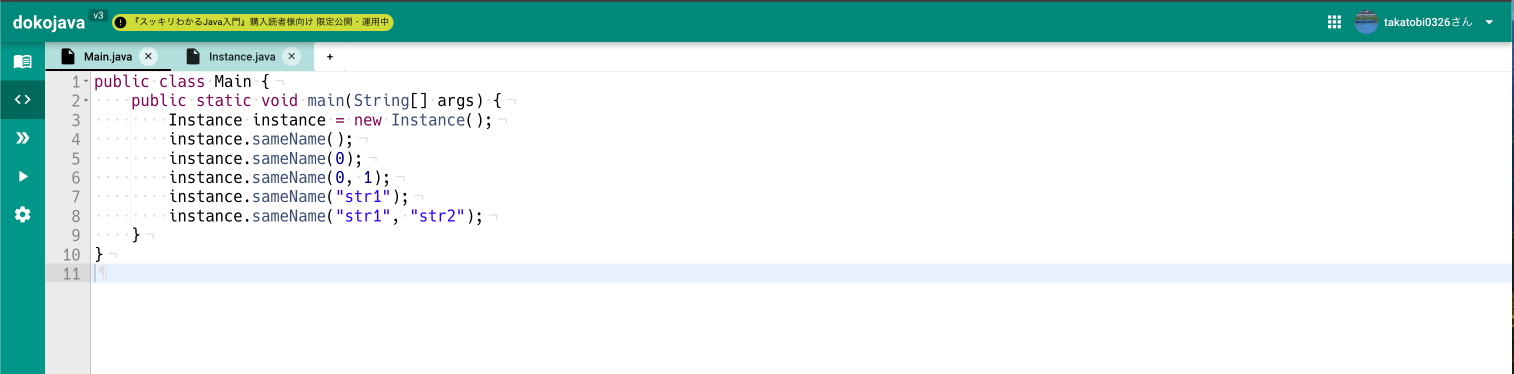 dokojava v3 『スッキリわかるJava入門』購入読者様向け 限定公開・運用中 takatobi0326さん
Main.java × Instance.java × +
1 public class Main {
2 public static void main(String[] args) {
3 Instance instance = new Instance();
4 instance.sameName();
5 instance.sameName(0);
6 instance.sameName(0, 1);
7 instance.sameName("str1");
8 instance.sameName("str1", "str2");
9 }
10 }
11